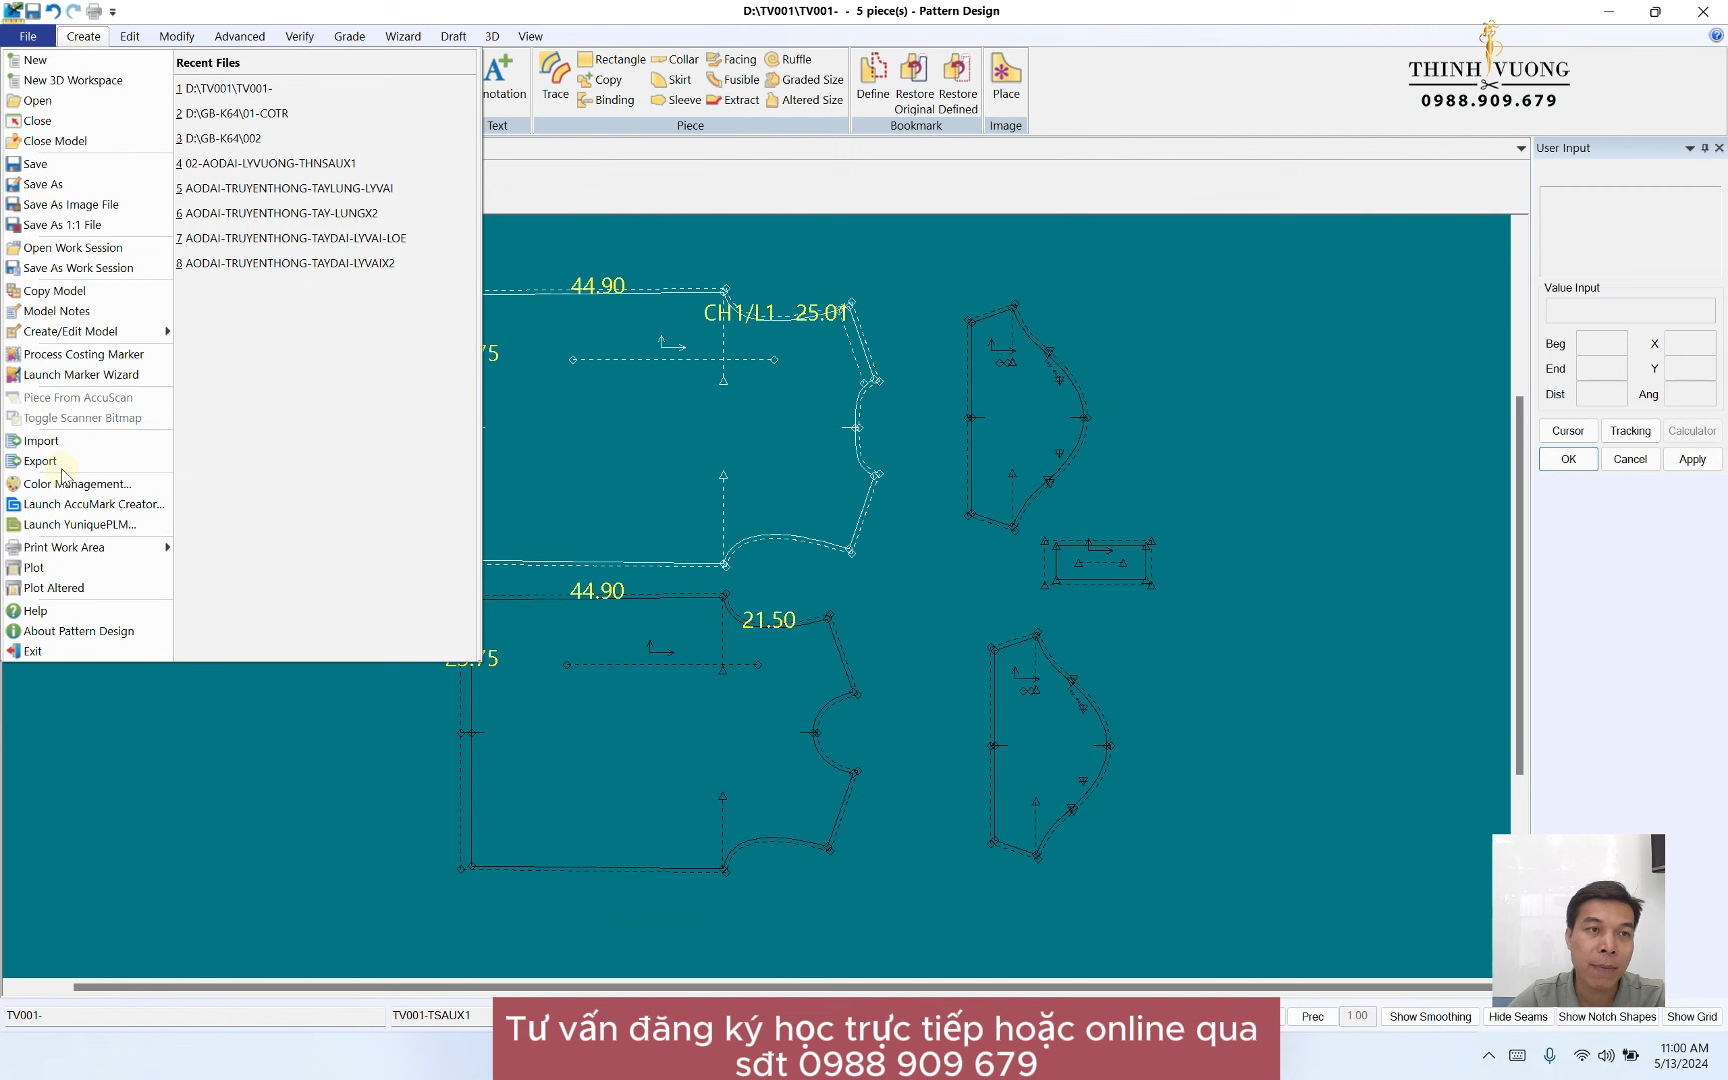 D:\TV001\TV001-  -  5 piece(s) - Pattern Design
File Create Edit Modify Advanced Verify Grade Wizard Draft 3D View
New
New 3D Workspace
Open
Close
Close Model
Save
Save As
Save As Image File
Save As 1:1 File
Open Work Session
Save As Work Session
Copy Model
Model Notes
Create/Edit Model
Process Costing Marker
Launch Marker Wizard
Piece From AccuScan
Toggle Scanner Bitmap
Import
Export
Color Management...
Launch AccuMark Creator...
Launch YuniquePLM...
Print Work Area
Plot
Plot Altered
Help
About Pattern Design
Exit
Recent Files
1 D:\TV001\TV001-
2 D:\GB-K64\01-COTR
3 D:\GB-K64\002
4 02-AODAI-LYVUONG-THNSAUX1
5 AODAI-TRUYENTHONG-TAYLUNG-LYVAI
6 AODAI-TRUYENTHONG-TAY-LUNGX2
7 AODAI-TRUYENTHONG-TAYDAI-LYVAI-LOE
8 AODAI-TRUYENTHONG-TAYDAI-LYVAIX2
notation
Text
Trace
Rectangle Collar Facing Ruffle
Copy Skirt Fusible Graded Size
Binding Sleeve Extract Altered Size
Piece
Define Restore Original Restore Defined
Bookmark
Place
Image
THINH VUONG
0988.909.679
User Input
Value Input
Beg X
End Y
Dist Ang
Cursor Tracking Calculator
OK Cancel Apply
44.90
CH1/L1 25.01
75
44.90
21.50
23.75
TV001-
TV001-TSAUX1
Prec 1.00 Show Smoothing Hide Seams Show Notch Shapes Show Grid
Tư vấn đăng ký học trực tiếp hoặc online qua
sđt 0988 909 679
11:00 AM
5/13/2024